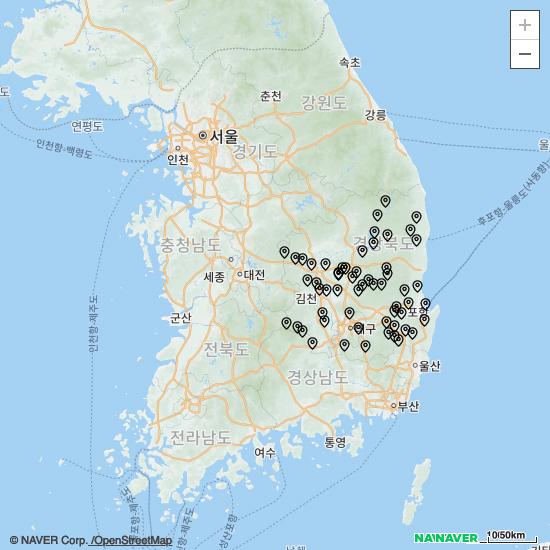 +
−
속초
춘천
강원도
강릉
도
연평도
서울
인천
경기도
울
인천항-백령도
후포항-울릉도(사동항)
충청남도
세종
대전
김천
군산
인천항-제주도
전북도
대구
포항
경상남도
울산
부산
전라남도
여수
통영
© NAVER Corp. /OpenStreetMap
NAVER
10/50km